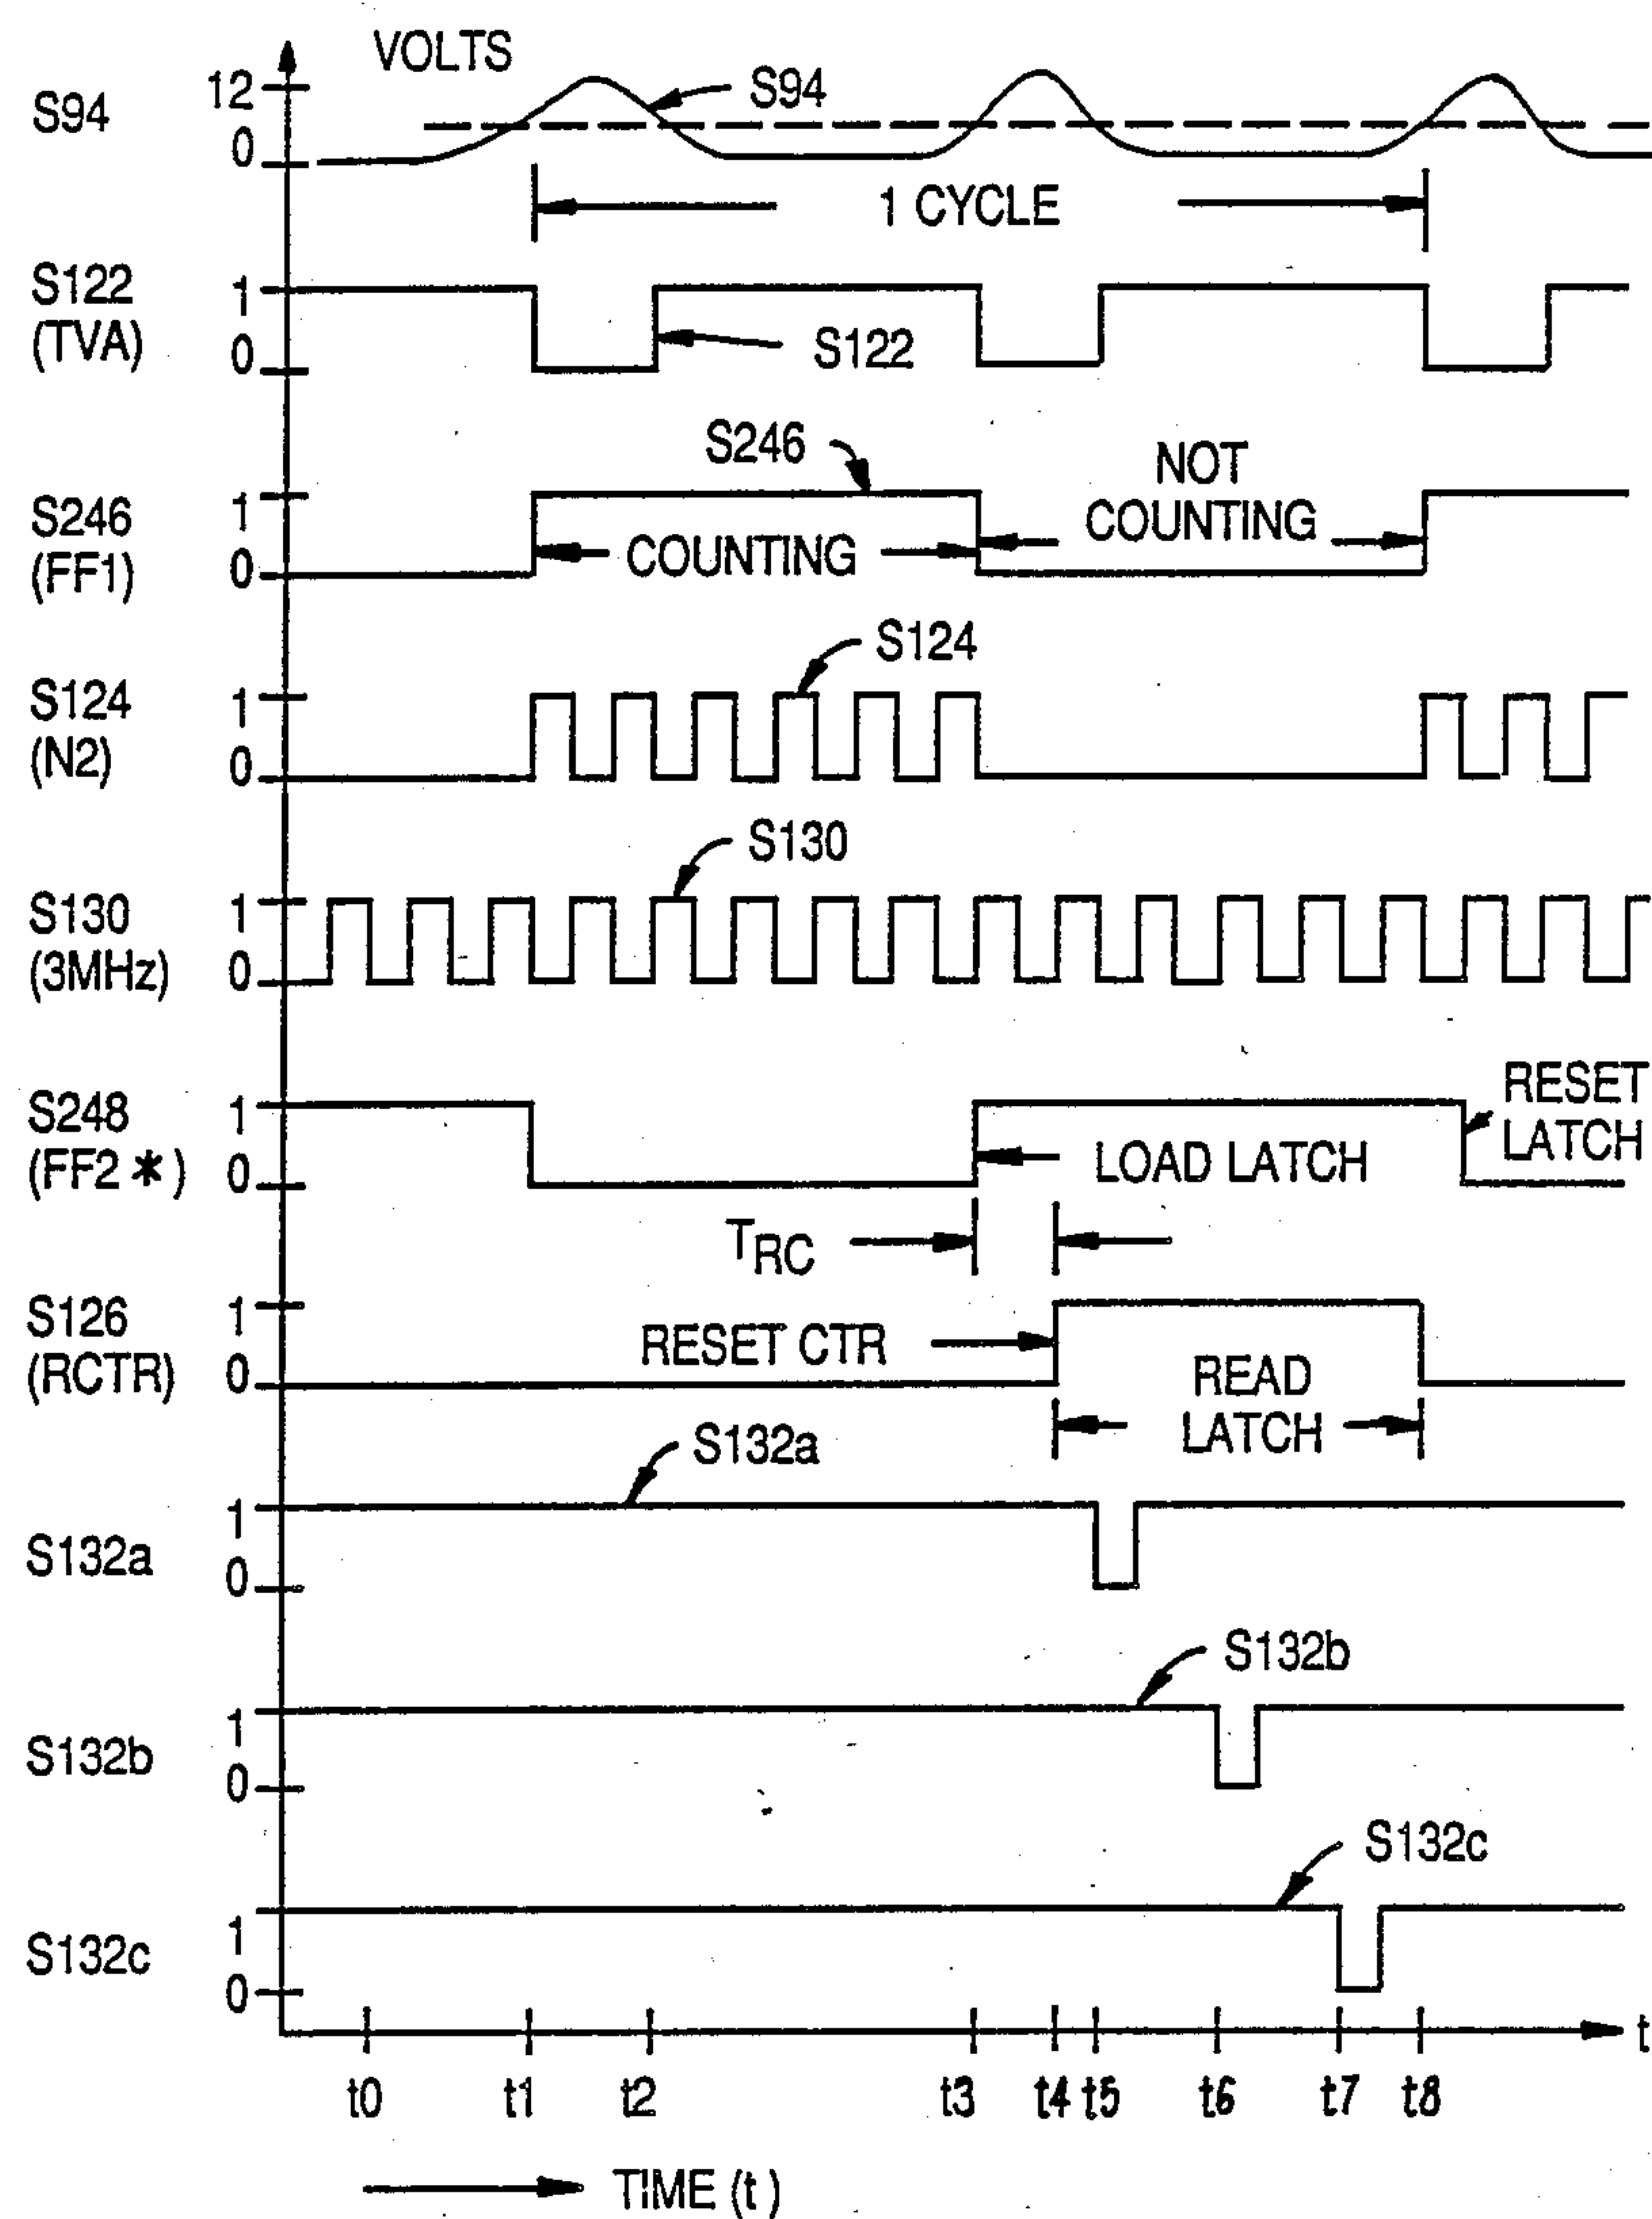 VOLTS
S94
12
0
S94
1 CYCLE
S122
(TVA)
1
0
S122
S246
(FF1)
1
0
S246
COUNTING
NOT
COUNTING
S124
(N2)
1
0
S124
S130
(3MHz)
1
0
S130
S248
(FF2 *)
1
0
LOAD LATCH
RESET
LATCH
TRC
S126
(RCTR)
1
0
RESET CTR
READ
LATCH
S132a
1
0
S132a
S132b
1
0
S132b
S132c
1
0
S132c
t
t0 t1 t2 t3 t4 t5 t6 t7 t8
TIME (t)